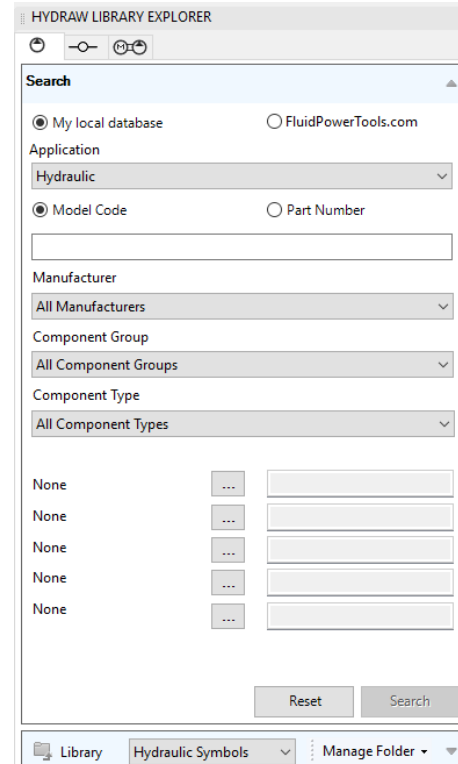 HYDRAW LIBRARY EXPLORER
M
Search
My local database FluidPowerTools.com
Application
Hydraulic
Model Code Part Number
Manufacturer
All Manufacturers
Component Group
All Component Groups
Component Type
All Component Types
None ...
None ...
None ...
None ...
None ...
Reset Search
Library Hydraulic Symbols Manage Folder